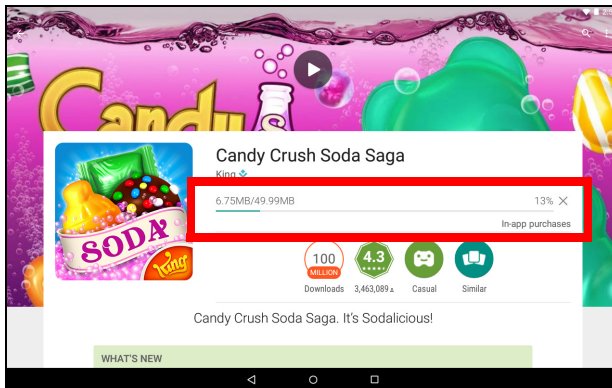 Candy
Candy Crush Soda Saga
King
6.75MB/49.99MB 13%
In-app purchases
SODA
King
100
MILLION
4.3
Downloads 3,463,089 Casual Similar
Candy Crush Soda Saga. It's Sodalicious!
WHAT'S NEW